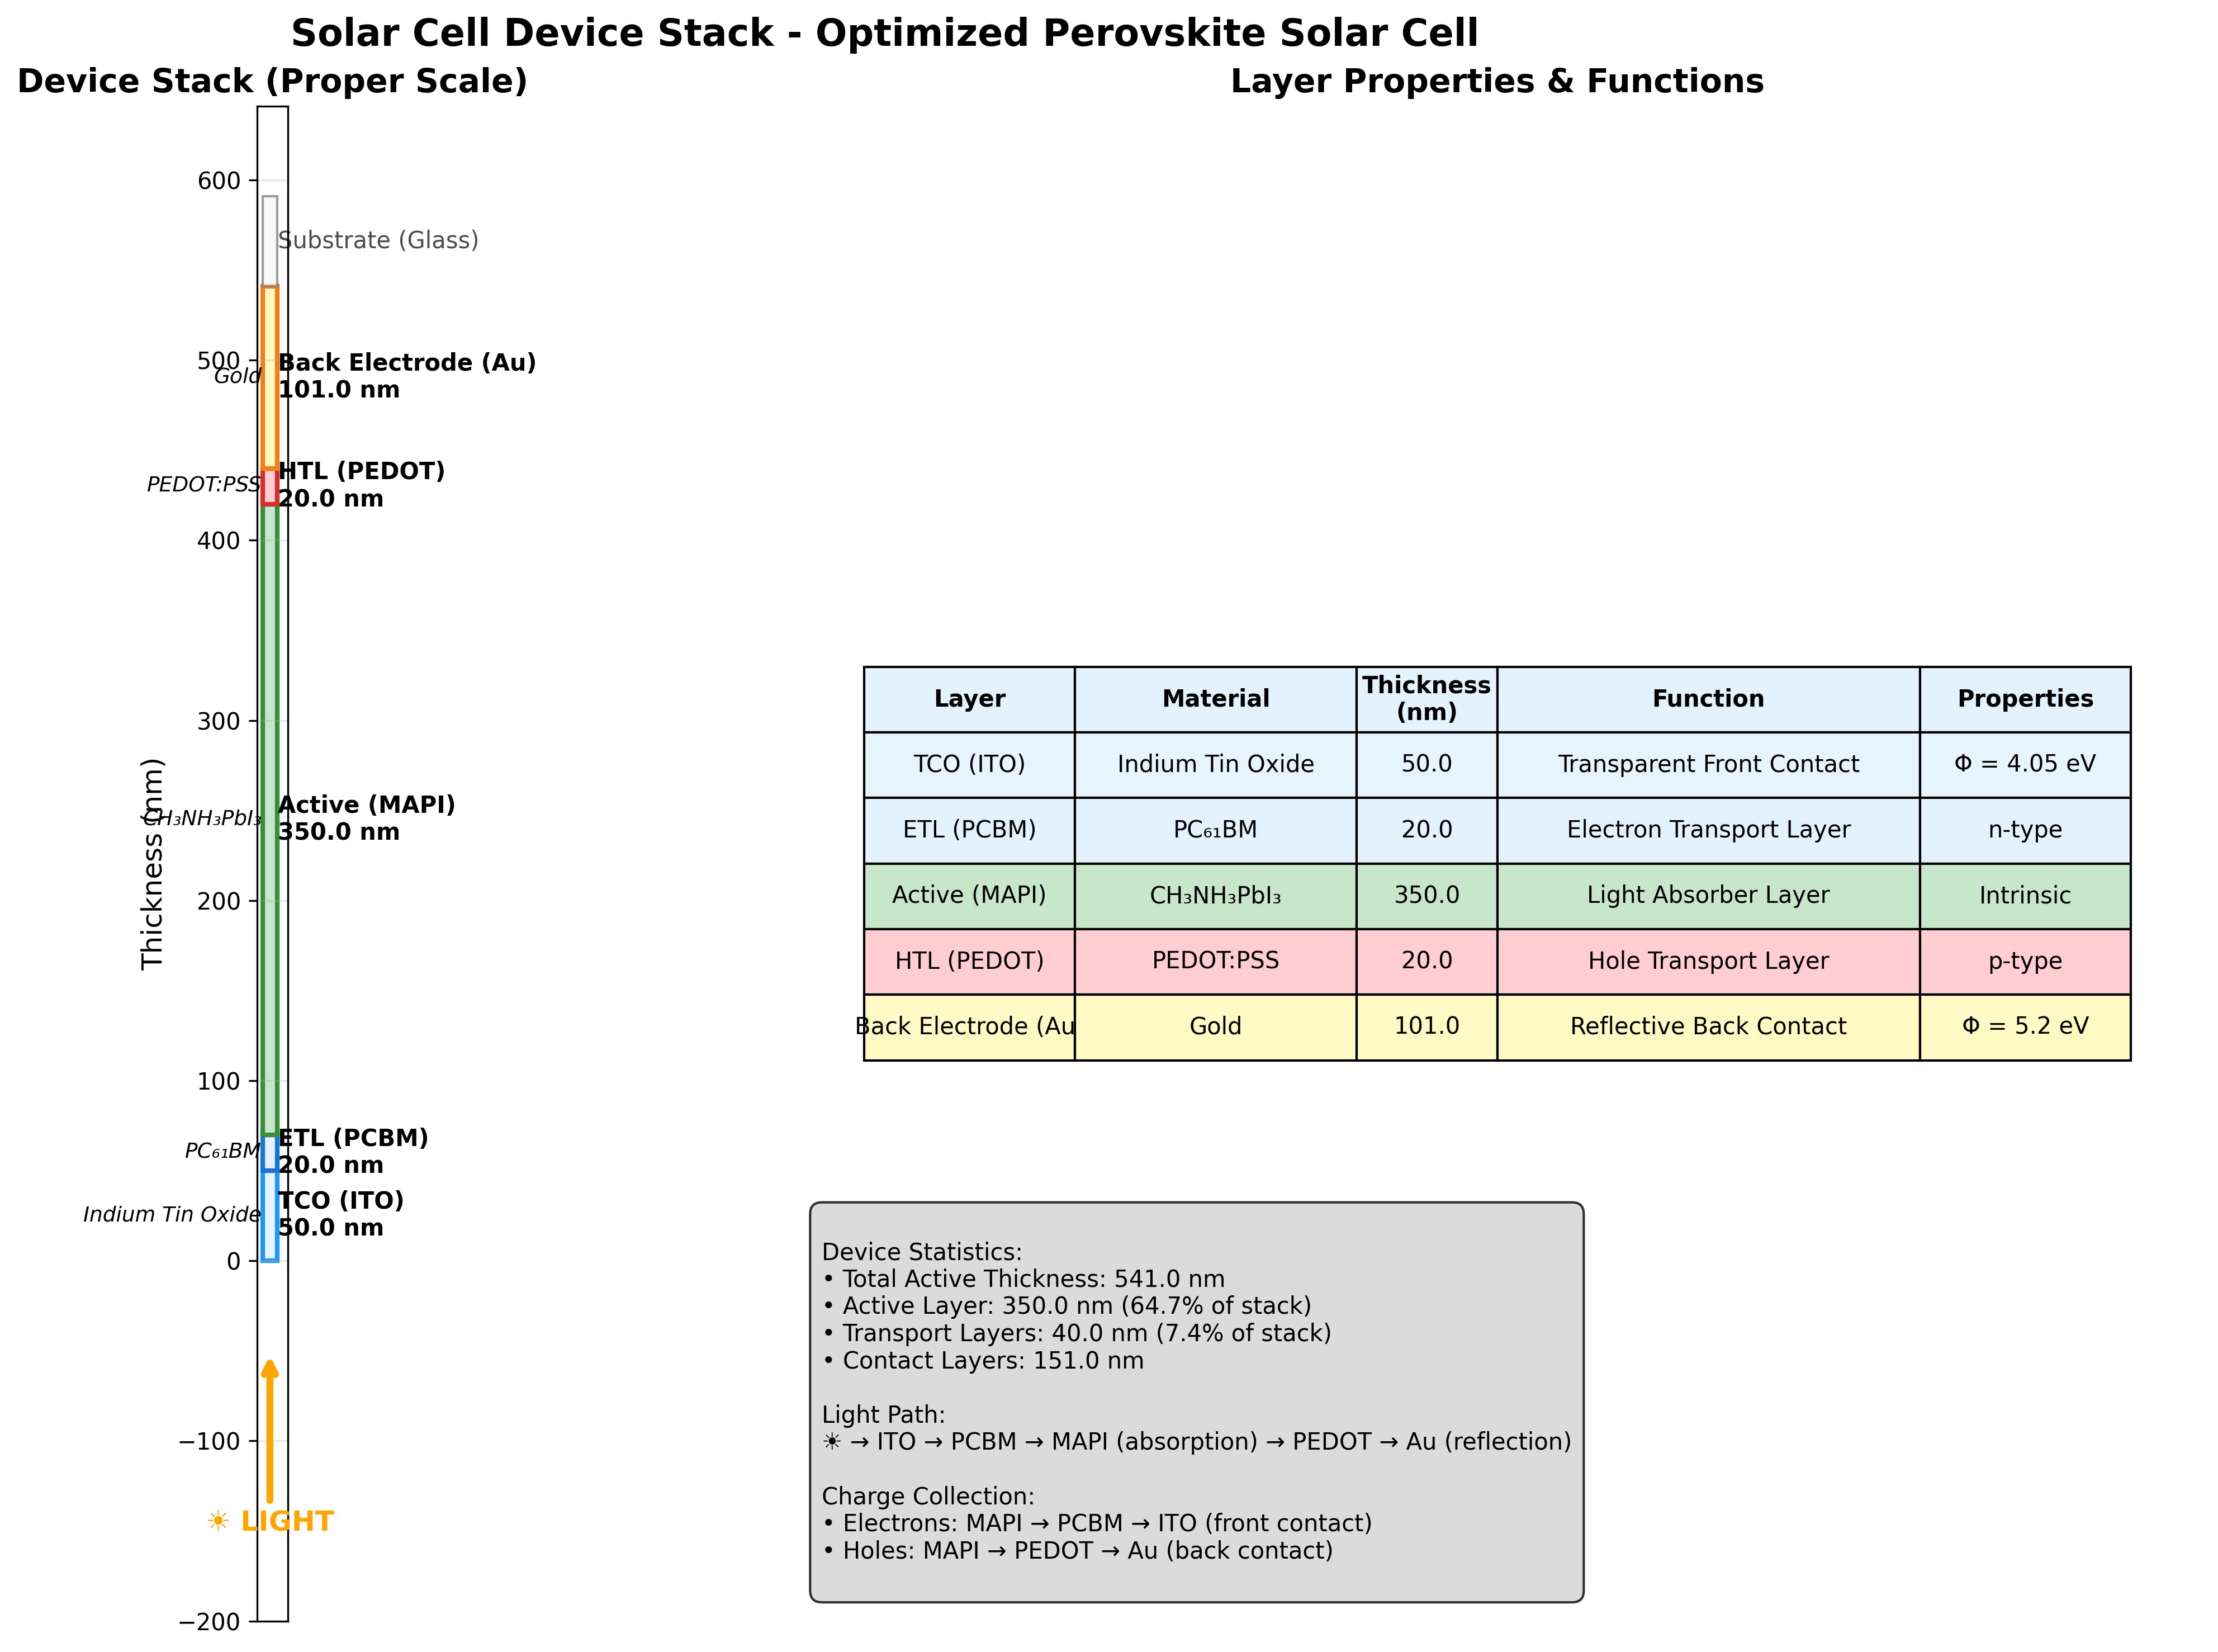 Solar Cell Device Stack - Optimized Perovskite Solar Cell
Device Stack (Proper Scale)
600
Substrate (Glass)
500
Gold
Back Electrode (Au)
101.0 nm
PEDOT:PSS
HTL (PEDOT)
20.0 nm
400
300
Thickness (nm)
CH₃NH₃PbI₃
Active (MAPI)
350.0 nm
200
100
PC₆₁BM
ETL (PCBM)
20.0 nm
Indium Tin Oxide
TCO (ITO)
50.0 nm
0
−100
☀ LIGHT
−200
Layer Properties & Functions
Layer Material Thickness (nm) Function Properties
TCO (ITO) Indium Tin Oxide 50.0 Transparent Front Contact Φ = 4.05 eV
ETL (PCBM) PC₆₁BM 20.0 Electron Transport Layer n-type
Active (MAPI) CH₃NH₃PbI₃ 350.0 Light Absorber Layer Intrinsic
HTL (PEDOT) PEDOT:PSS 20.0 Hole Transport Layer p-type
Back Electrode (Au Gold 101.0 Reflective Back Contact Φ = 5.2 eV
Device Statistics:
• Total Active Thickness: 541.0 nm
• Active Layer: 350.0 nm (64.7% of stack)
• Transport Layers: 40.0 nm (7.4% of stack)
• Contact Layers: 151.0 nm
Light Path:
☀ → ITO → PCBM → MAPI (absorption) → PEDOT → Au (reflection)
Charge Collection:
• Electrons: MAPI → PCBM → ITO (front contact)
• Holes: MAPI → PEDOT → Au (back contact)